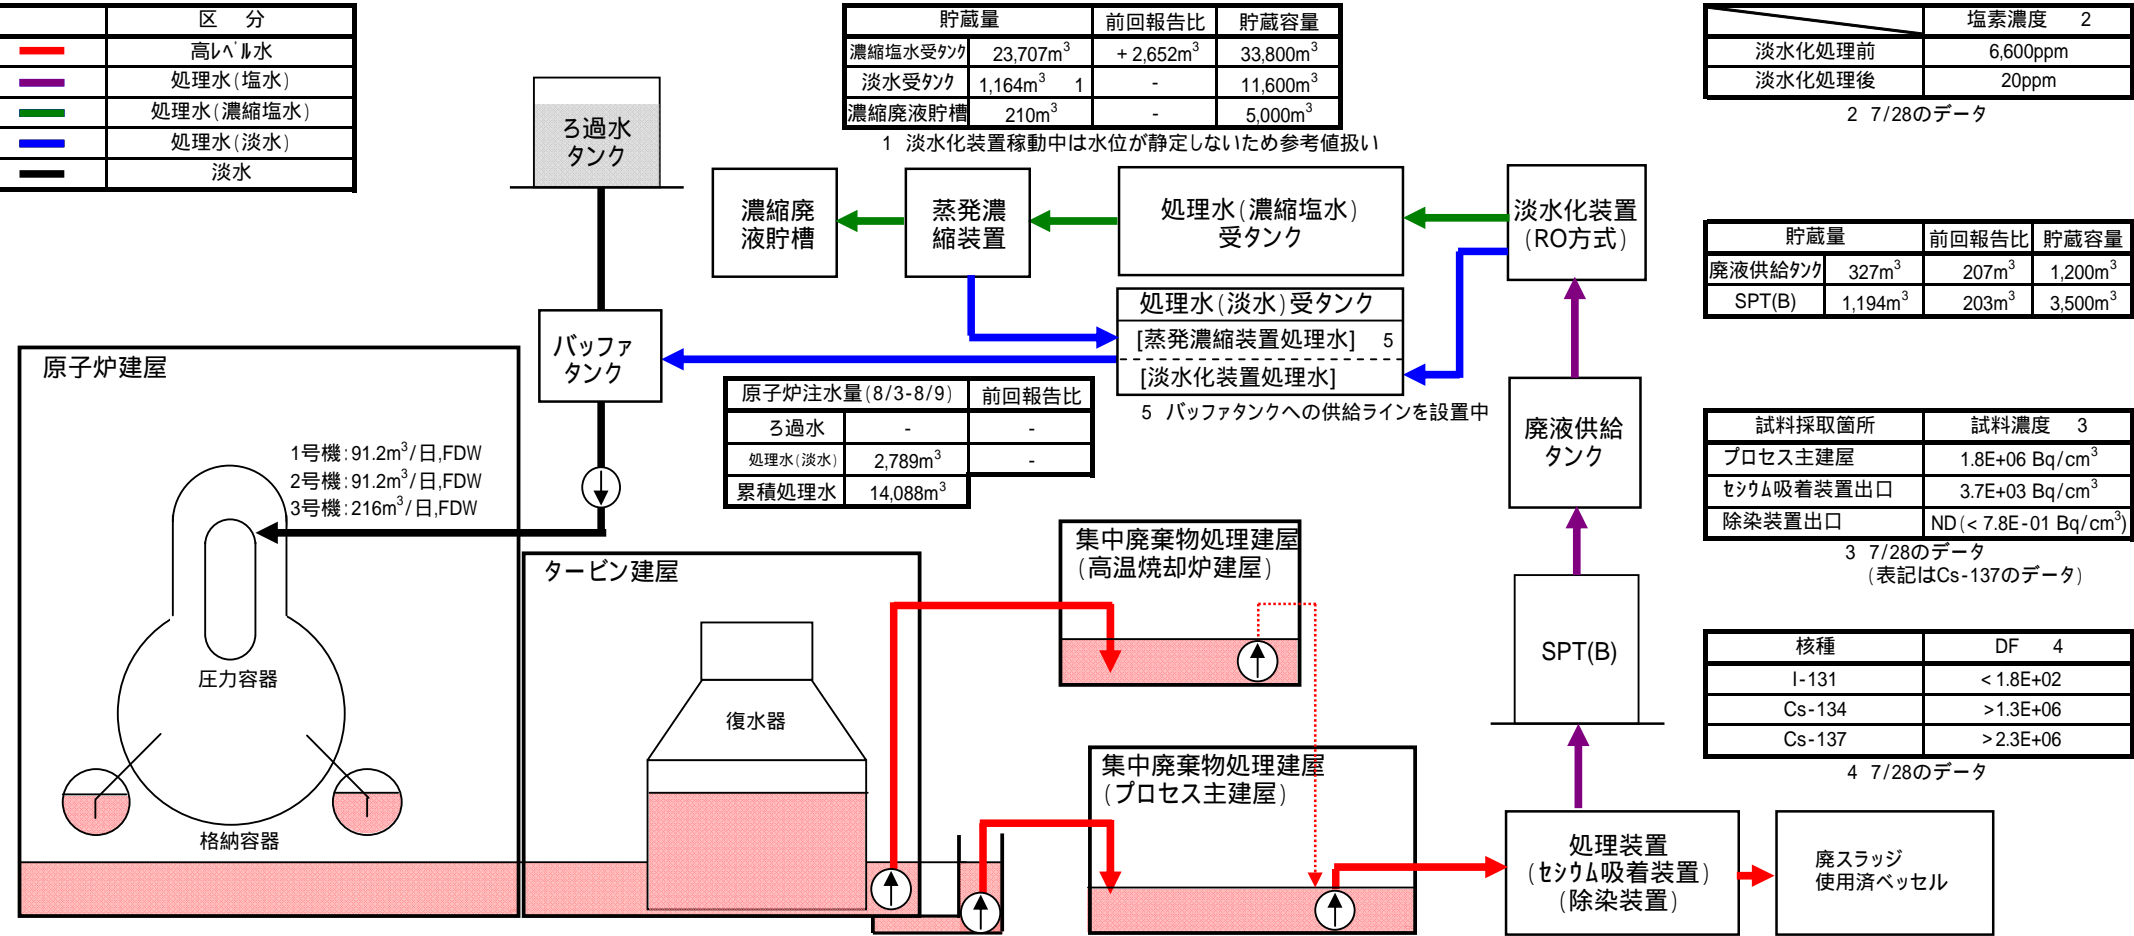 区 分
高レベル水
処理水(塩水)
処理水(濃縮塩水)
処理水(淡水)
淡水
貯蔵量 前回報告比 貯蔵容量
濃縮塩水受タンク 23,707m³ +2,652m³ 33,800m³
淡水受タンク 1,164m³ 1 - 11,600m³
濃縮廃液貯槽 210m³ - 5,000m³
1 淡水化装置稼動中は水位が静定しないため参考値扱い
塩素濃度 2
淡水化処理前 6,600ppm
淡水化処理後 20ppm
2 7/28のデータ
ろ過水
タンク
濃縮廃
液貯槽
蒸発濃
縮装置
処理水(濃縮塩水)
受タンク
淡水化装置
(RO方式)
貯蔵量 前回報告比 貯蔵容量
廃液供給タンク 327m³ 207m³ 1,200m³
SPT(B) 1,194m³ 203m³ 3,500m³
処理水(淡水)受タンク
[蒸発濃縮装置処理水] 5
[淡水化装置処理水]
5 バッファタンクへの供給ラインを設置中
バッファ
タンク
原子炉注水量(8/3-8/9) 前回報告比
ろ過水 - -
処理水(淡水) 2,789m³ -
累積処理水 14,088m³
廃液供給
タンク
試料採取箇所 試料濃度 3
プロセス主建屋 1.8E+06 Bq/cm³
セシウム吸着装置出口 3.7E+03 Bq/cm³
除染装置出口 ND(< 7.8E-01 Bq/cm³)
3 7/28のデータ
(表記はCs-137のデータ)
原子炉建屋
1号機:91.2m³/日,FDW
2号機:91.2m³/日,FDW
3号機:216m³/日,FDW
圧力容器
格納容器
タービン建屋
復水器
集中廃棄物処理建屋
(高温焼却炉建屋)
集中廃棄物処理建屋
(プロセス主建屋)
SPT(B)
核種 DF 4
I-131 <1.8E+02
Cs-134 >1.3E+06
Cs-137 >2.3E+06
4 7/28のデータ
処理装置
(セシウム吸着装置)
(除染装置)
廃スラッジ
使用済ベッセル